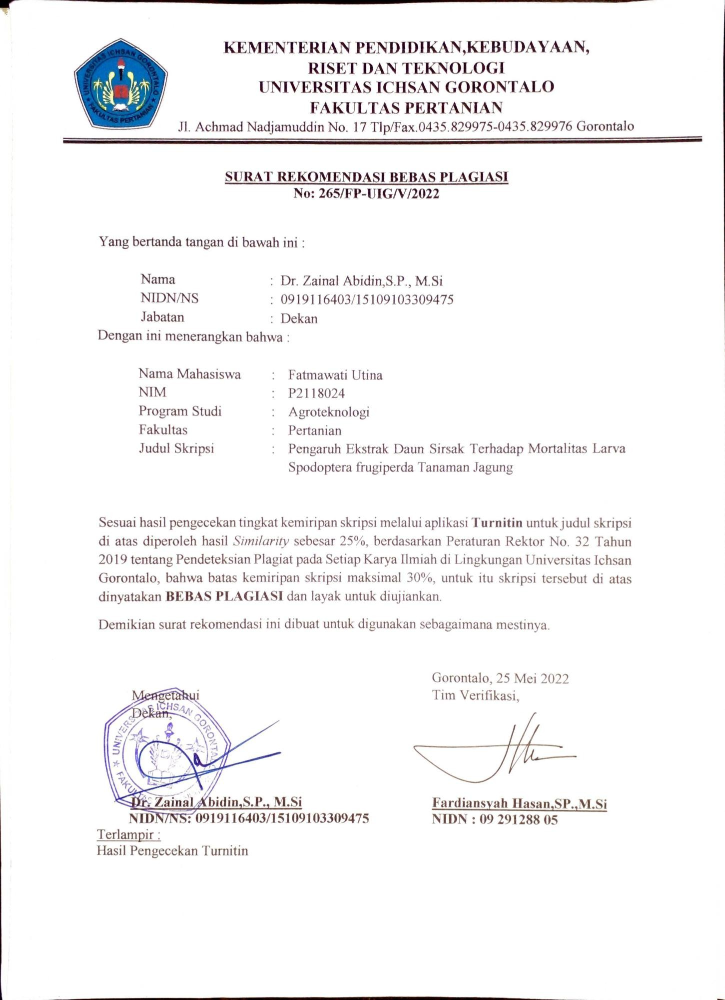 UNIVERSITAS ICHSAN GORONTALO
FAKULTAS PERTANIAN
KEMENTERIAN PENDIDIKAN,KEBUDAYAAN,
RISET DAN TEKNOLOGI
UNIVERSITAS ICHSAN GORONTALO
FAKULTAS PERTANIAN
Jl. Achmad Nadjamuddin No. 17 Tlp/Fax.0435.829975-0435.829976 Gorontalo
SURAT REKOMENDASI BEBAS PLAGIASI
No: 265/FP-UIG/V/2022
Yang bertanda tangan di bawah ini :
Nama : Dr. Zainal Abidin,S.P., M.Si
NIDN/NS : 0919116403/15109103309475
Jabatan : Dekan
Dengan ini menerangkan bahwa :
Nama Mahasiswa : Fatmawati Utina
NIM : P2118024
Program Studi : Agroteknologi
Fakultas : Pertanian
Judul Skripsi : Pengaruh Ekstrak Daun Sirsak Terhadap Mortalitas Larva
Spodoptera frugiperda Tanaman Jagung
Sesuai hasil pengecekan tingkat kemiripan skripsi melalui aplikasi Turnitin untuk judul skripsi
di atas diperoleh hasil Similarity sebesar 25%, berdasarkan Peraturan Rektor No. 32 Tahun
2019 tentang Pendeteksian Plagiat pada Setiap Karya Ilmiah di Lingkungan Universitas Ichsan
Gorontalo, bahwa batas kemiripan skripsi maksimal 30%, untuk itu skripsi tersebut di atas
dinyatakan BEBAS PLAGIASI dan layak untuk diujiankan.
Demikian surat rekomendasi ini dibuat untuk digunakan sebagaimana mestinya.
Gorontalo, 25 Mei 2022
Mengetahui
Tim Verifikasi,
Dekan,
ICHSAN GORONTALO
Dr. Zainal Abidin,S.P., M.Si
Fardiansyah Hasan,SP.,M.Si
NIDN/NS: 0919116403/15109103309475
NIDN : 09 291288 05
Terlampir :
Hasil Pengecekan Turnitin